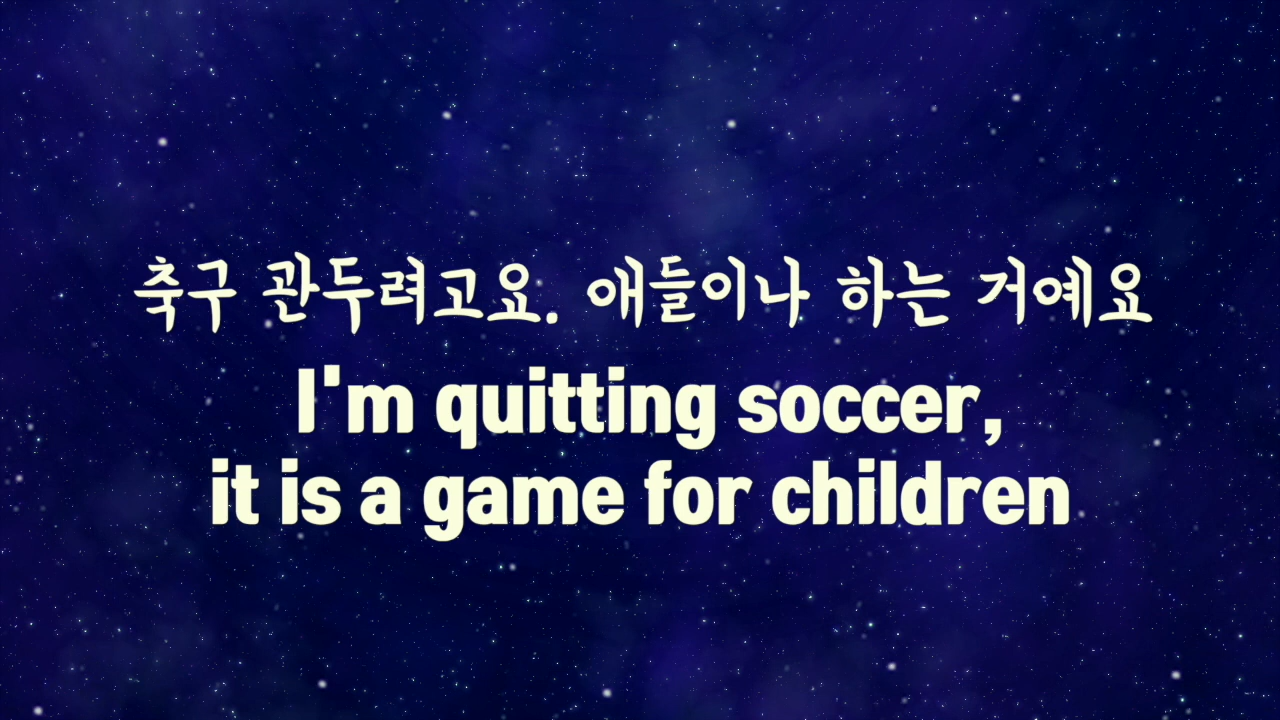 축구 관두려고요. 애들이나 하는 거예요
I'm quitting soccer,
it is a game for children